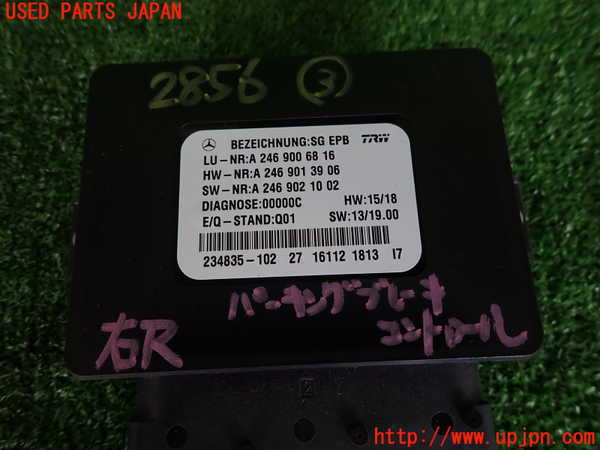 USED PARTS JAPAN
2856 ③
BEZEICHNUNG:SG EPB TRW
LU-NR:A 246 900 68 16
HW-NR:A 246 901 39 06
SW-NR:A 246 902 10 02
DIAGNOSE:00000C HW:15/18
E/Q-STAND:Q01 SW:13/19.00
234835-102 27 16112 1813 I7
パーキングブレーキ
コントロール
右R
http://www.upjpn.com/